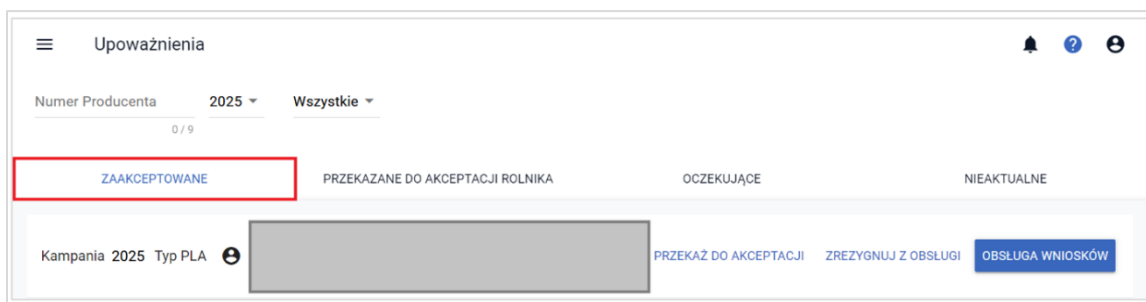 Upoważnienia
Numer Producenta 2025 Wszystkie
0 / 9
ZAAKCEPTOWANE PRZEKAZANE DO AKCEPTACJI ROLNIKA OCZEKUJĄCE NIEAKTUALNE
Kampania 2025 Typ PLA PRZEKAŻ DO AKCEPTACJI ZREZYGNUJ Z OBSŁUGI OBSŁUGA WNIOSKÓW